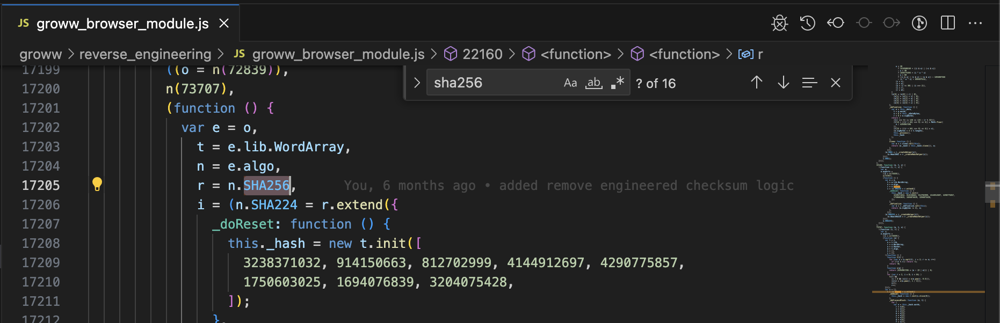 JS groww_browser_module.js
groww > reverse_engineering > JS groww_browser_module.js > 22160 > <function> > <function> > r
sha256 Aa ab .* ? of 16
17199 ((o = n(72839)),
17200 n(73707),
17201 (function () {
17202 var e = o,
17203 t = e.lib.WordArray,
17204 n = e.algo,
17205 r = n.SHA256, You, 6 months ago • added remove engineered checksum logic
17206 i = (n.SHA224 = r.extend({
17207 _doReset: function () {
17208 this._hash = new t.init([
17209 3238371032, 914150663, 812702999, 4144912697, 4290775857,
17210 1750603025, 1694076839, 3204075428,
17211 ]);
17212 },